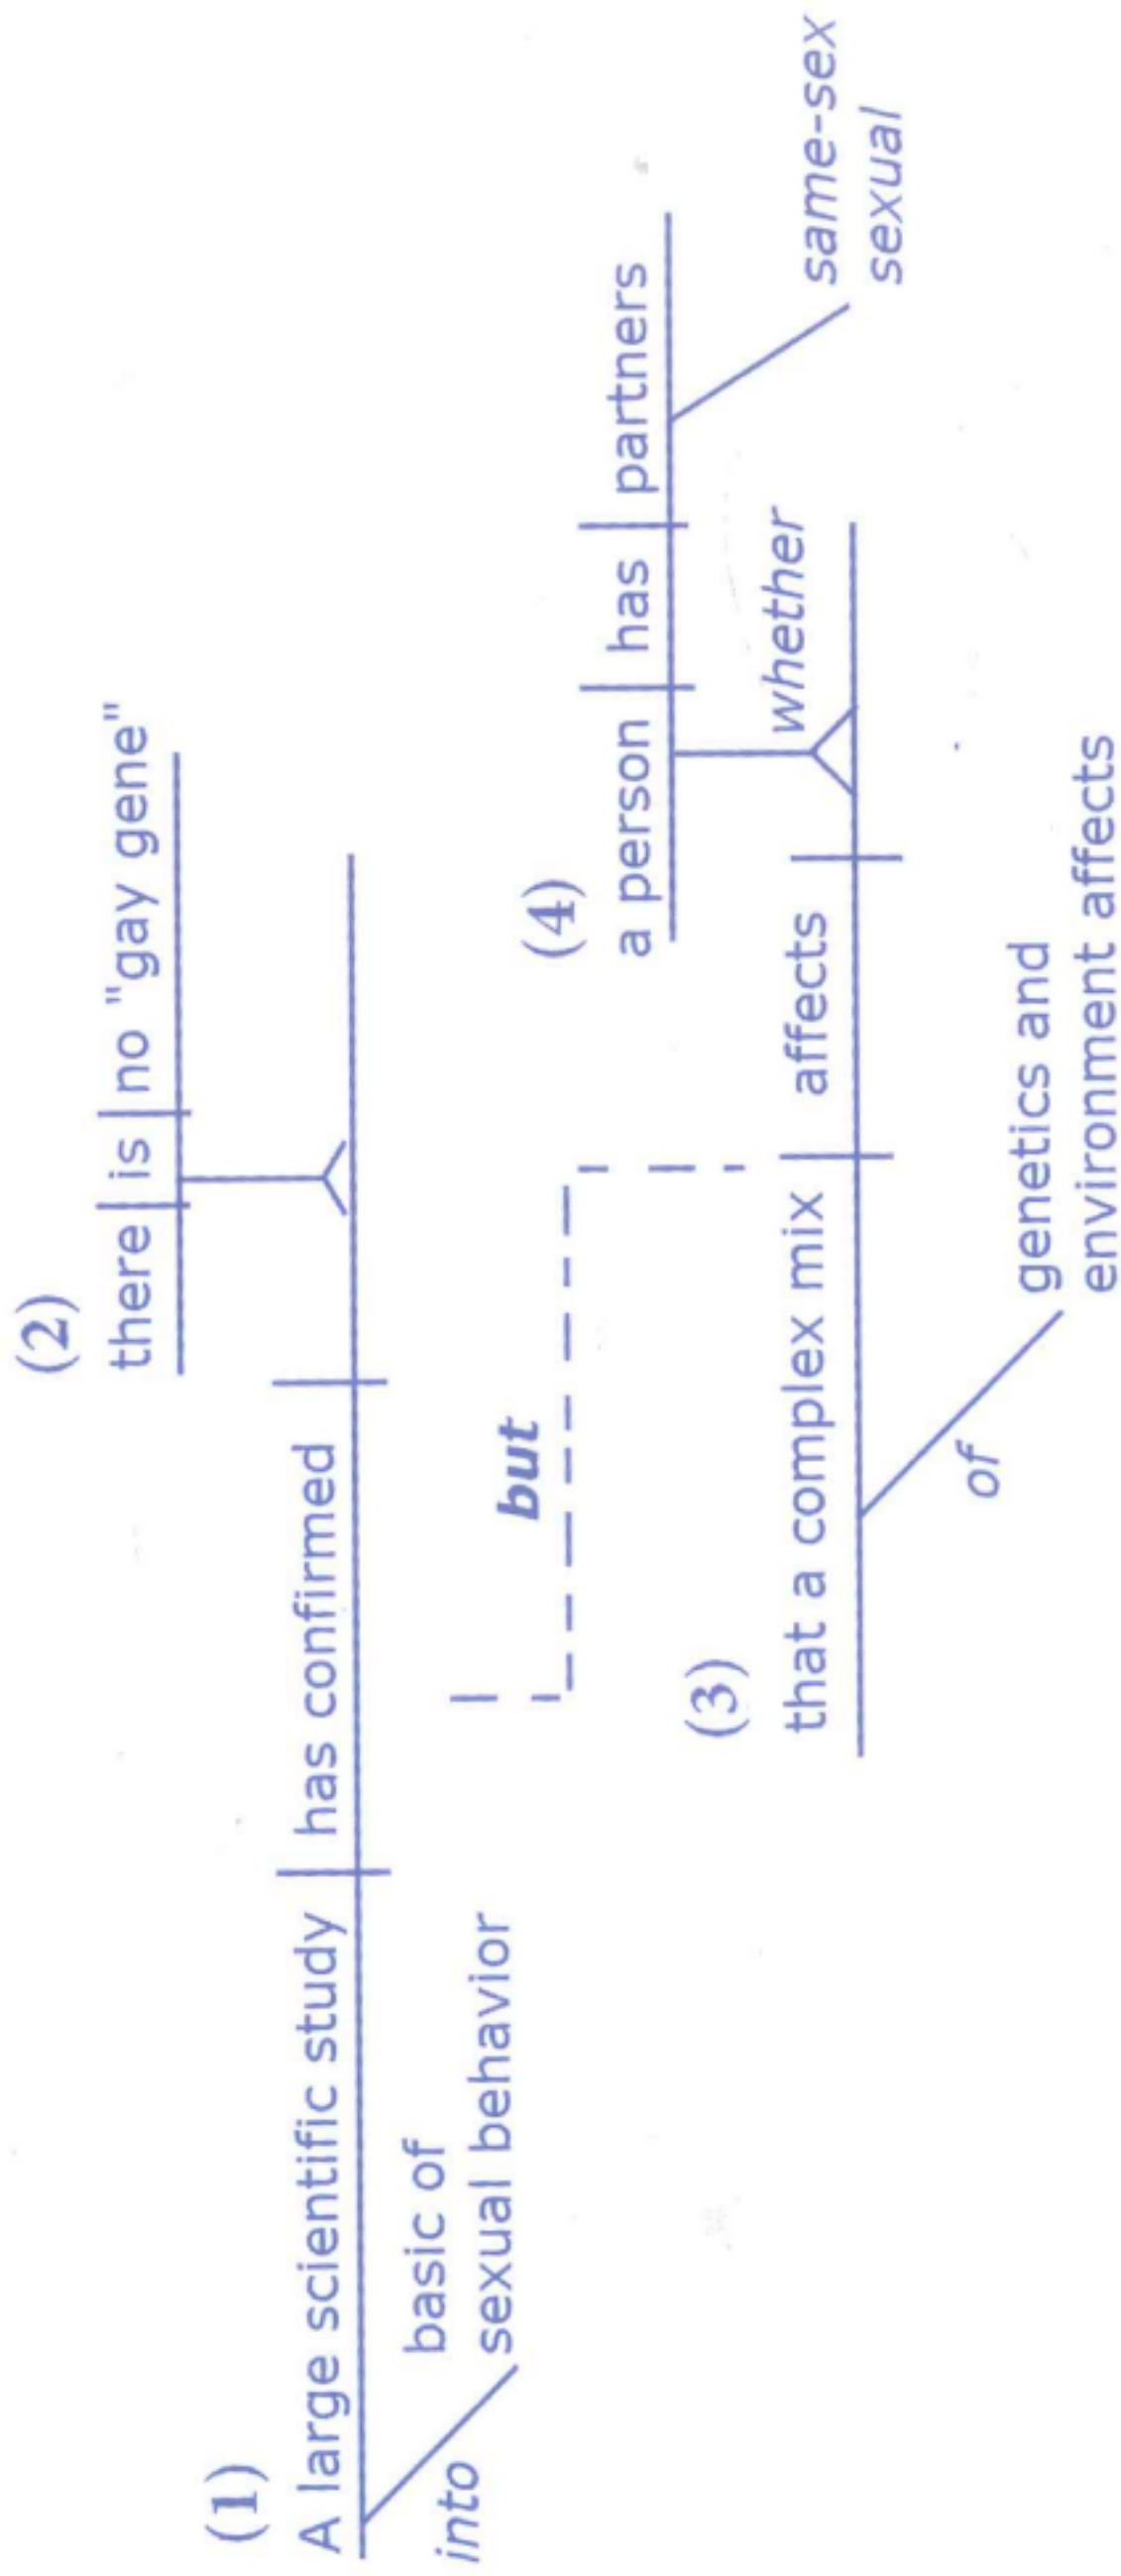 (2)
there is no "gay gene"
(1)
A large scientific study has confirmed
into
basic of
sexual behavior
but
(4)
a person has partners
same-sex
sexual
whether
(3)
that a complex mix affects
of
genetics and
environment affects